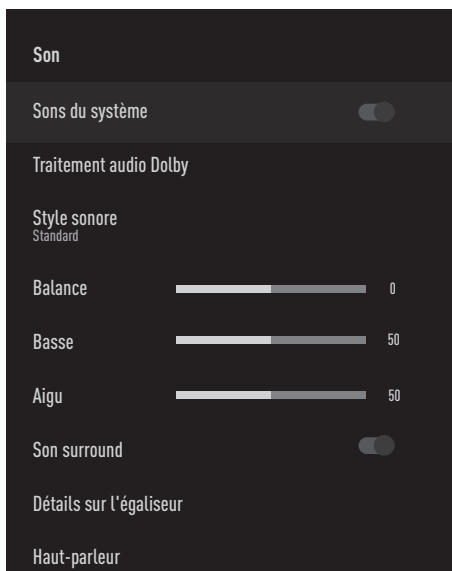 Son
Sons du système
Traitement audio Dolby
Style sonore
Standard
Balance 0
Basse 50
Aigu 50
Son surround
Détails sur l'égaliseur
Haut-parleur